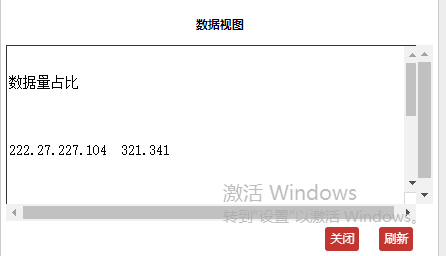 数据视图
数据量占比
222.27.227.104 321.341
激活 Windows
转到"设置"以激活 Windows。
关闭 刷新